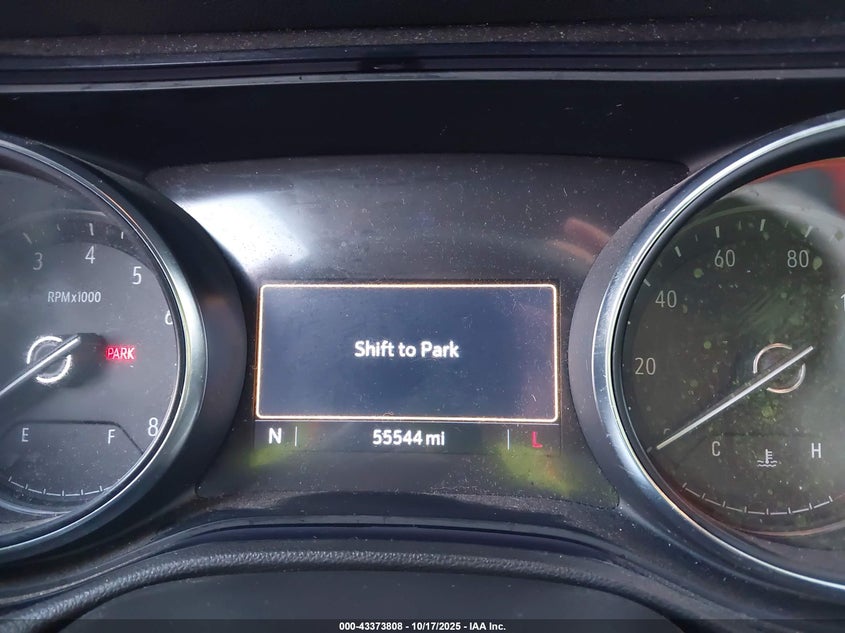 3 4 5 6 8
RPMx1000
PARK
E F
Shift to Park
N 55544 mi L
20 40 60 80
C H
000-43373808 - 10/17/2025 - IAA Inc.